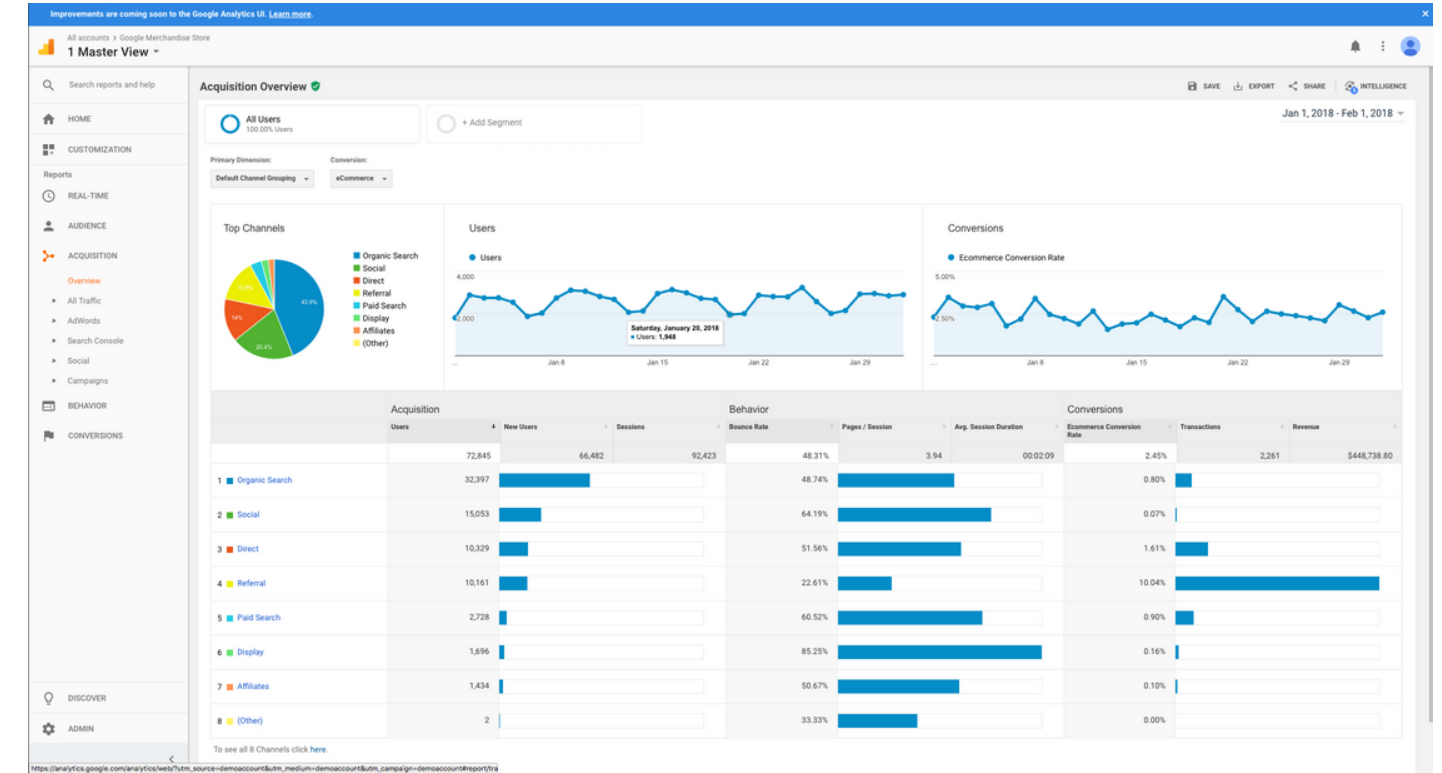 Improvements are coming soon to the Google Analytics UI. Learn more.
All accounts > Google Merchandise Store
1 Master View
Search reports and help
HOME
CUSTOMIZATION
Reports
REAL-TIME
AUDIENCE
ACQUISITION
Overview
All Traffic
AdWords
Search Console
Social
Campaigns
BEHAVIOR
CONVERSIONS
DISCOVER
ADMIN
Acquisition Overview
SAVE EXPORT SHARE INTELLIGENCE
All Users
100.00% Users
+ Add Segment
Jan 1, 2018 - Feb 1, 2018
Primary Dimension: Conversion:
Default Channel Grouping eCommerce
Top Channels
43.9%
20.4%
14%
Organic Search
Social
Direct
Referral
Paid Search
Display
Affiliates
(Other)
Users
Users
4,000
2,000
Saturday, January 20, 2018
Users: 1,948
... Jan 8 Jan 15 Jan 22 Jan 29
Conversions
Ecommerce Conversion Rate
5.00%
2.50%
... Jan 8 Jan 15 Jan 22 Jan 29
Acquisition Behavior Conversions
Users New Users Sessions Bounce Rate Pages / Session Avg. Session Duration Ecommerce Conversion Rate Transactions Revenue
72,845 66,482 92,423 48.31% 3.94 00:02:09 2.45% 2,261 $448,738.80
1 Organic Search 32,397 48.74% 0.80%
2 Social 15,053 64.19% 0.07%
3 Direct 10,329 51.56% 1.61%
4 Referral 10,161 22.61% 10.04%
5 Paid Search 2,728 60.52% 0.90%
6 Display 1,696 85.25% 0.16%
7 Affiliates 1,434 50.67% 0.10%
8 (Other) 2 33.33% 0.00%
To see all 8 Channels click here.
https://analytics.google.com/analytics/web/?utm_source=demoaccount&utm_medium=demoaccount&utm_campaign=demoaccount#report/tra